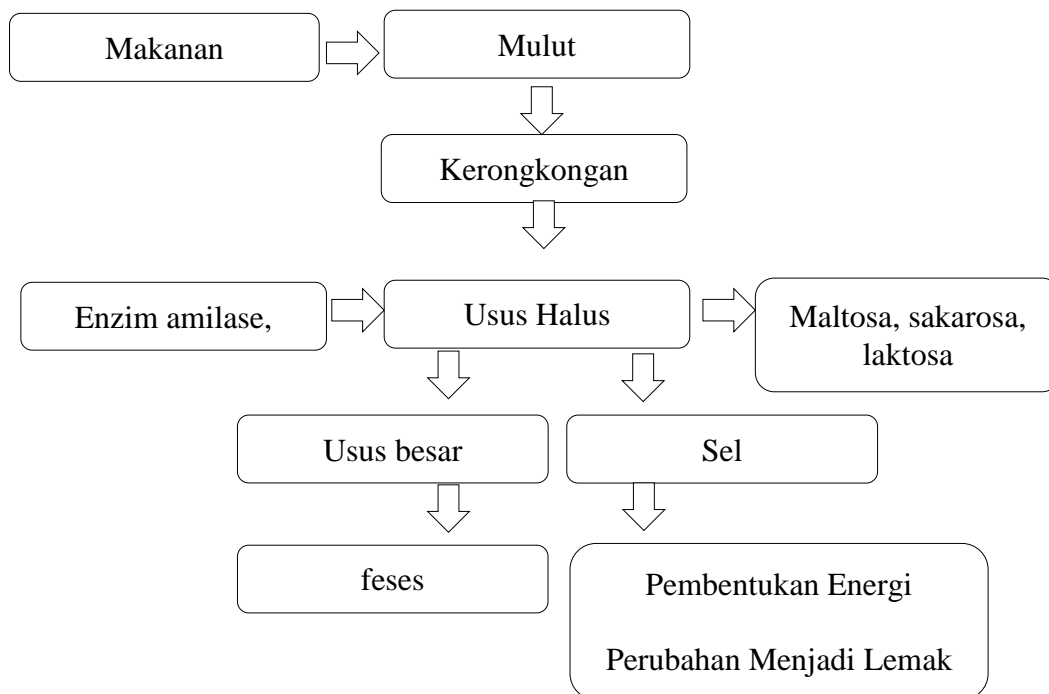 Makanan
Mulut
Kerongkongan
Enzim amilase,
Usus Halus
Maltosa, sakarosa,
laktosa
Usus besar
Sel
feses
Pembentukan Energi
Perubahan Menjadi Lemak